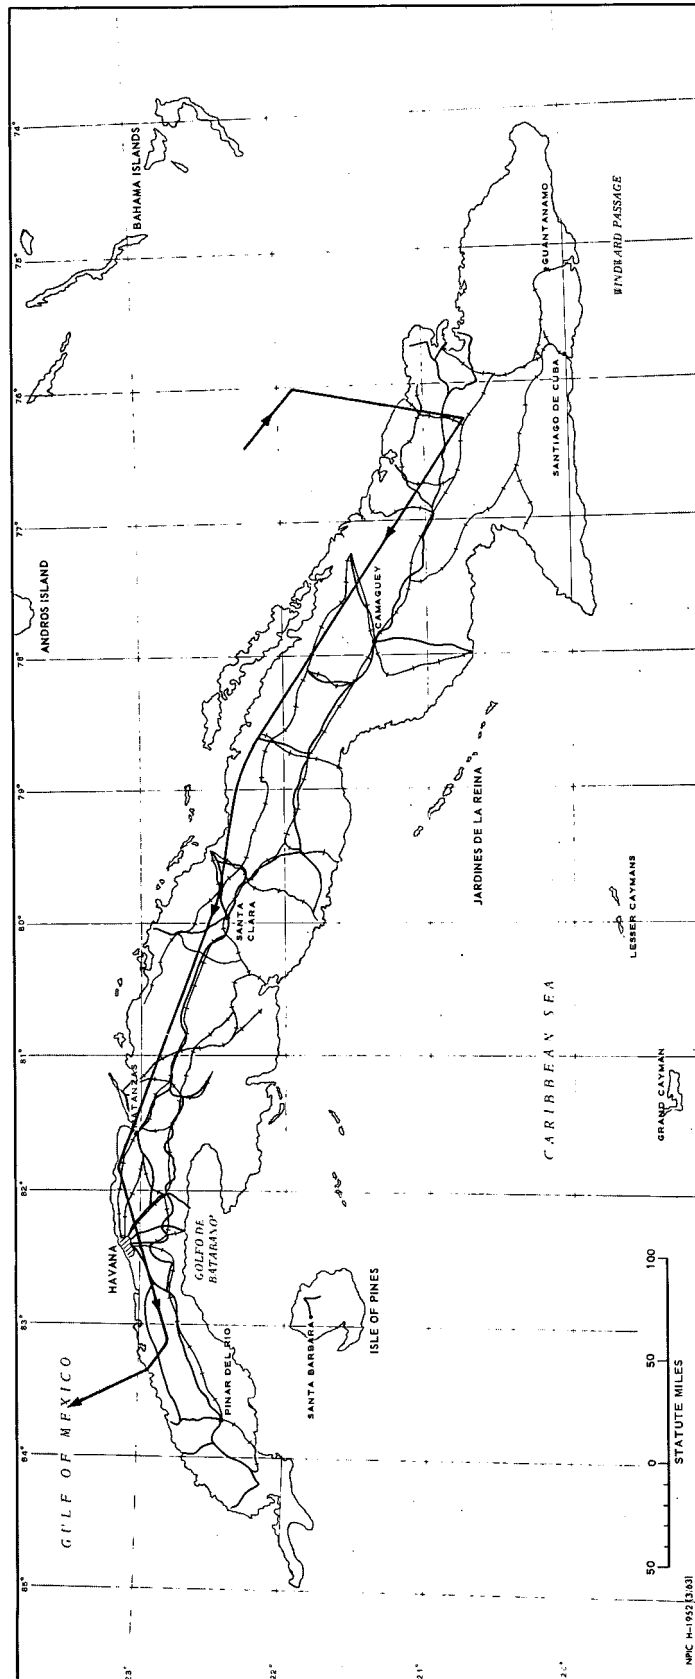 GULF OF MEXICO
HAVANA
ATANZAS
ANDROS ISLAND
BAHAMA ISLANDS
85°
84°
83°
82°
81°
80°
79°
78°
77°
76°
75°
74°
23°
22°
21°
PINAR DEL RIO
GOLFO DE
BATABANO
SANTA
CLARA
CAMAGUEY
SANTIAGO DE CUBA
GUANTANAMO
WINDWARD PASSAGE
SANTA BARBARA
ISLE OF PINES
JARDINES DE LA REINA
CARIBBEAN SEA
LESSER CAYMANS
GRAND CAYMAN
50 0 50 100
STATUTE MILES
NPIC H-1952 (3/63)